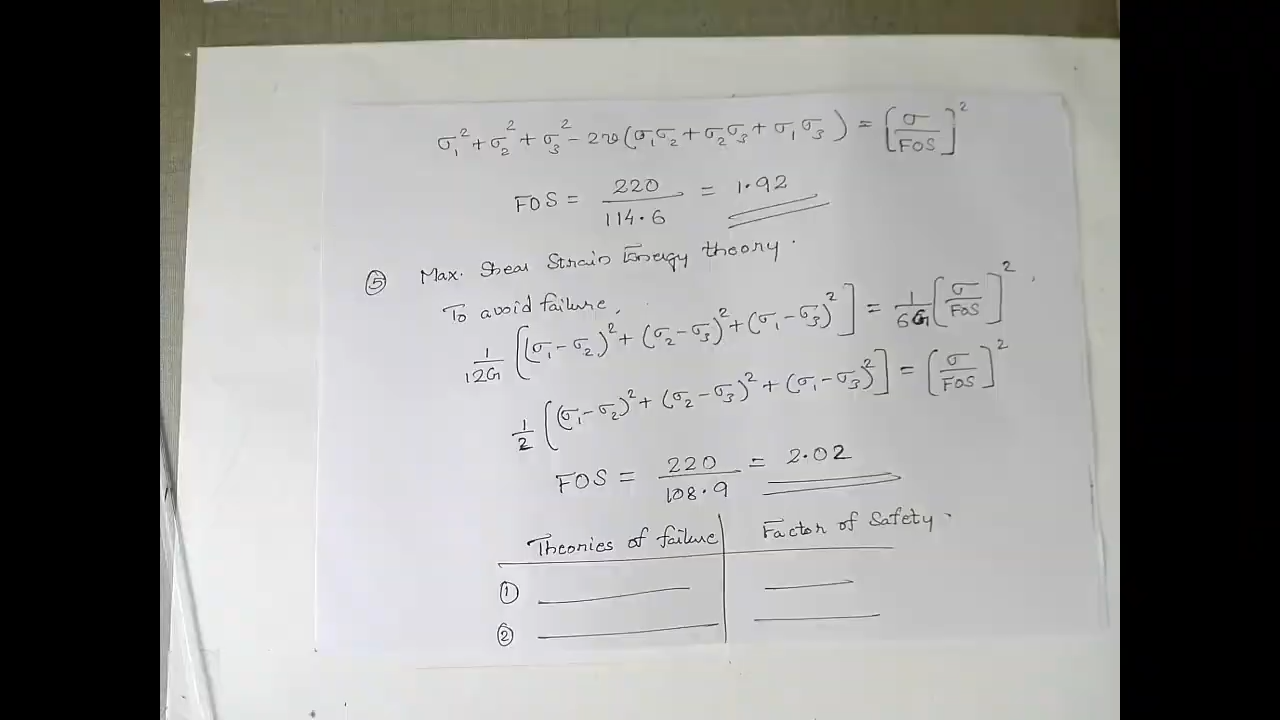 σ₁² + σ₂² + σ₃² - 2ν(σ₁σ₂ + σ₂σ₃ + σ₁σ₃) = [σ/FOS]²
FOS = 220/114.6 = 1.92
⑤ Max. Shear Strain Energy theory.
To avoid failure,
1/12G [(σ₁-σ₂)² + (σ₂-σ₃)² + (σ₁-σ₃)²] = 1/6G [σ/FOS]²
1/2 [(σ₁-σ₂)² + (σ₂-σ₃)² + (σ₁-σ₃)²] = [σ/FOS]²
FOS = 220/108.9 = 2.02
Theories of failure | Factor of Safety.
①
②